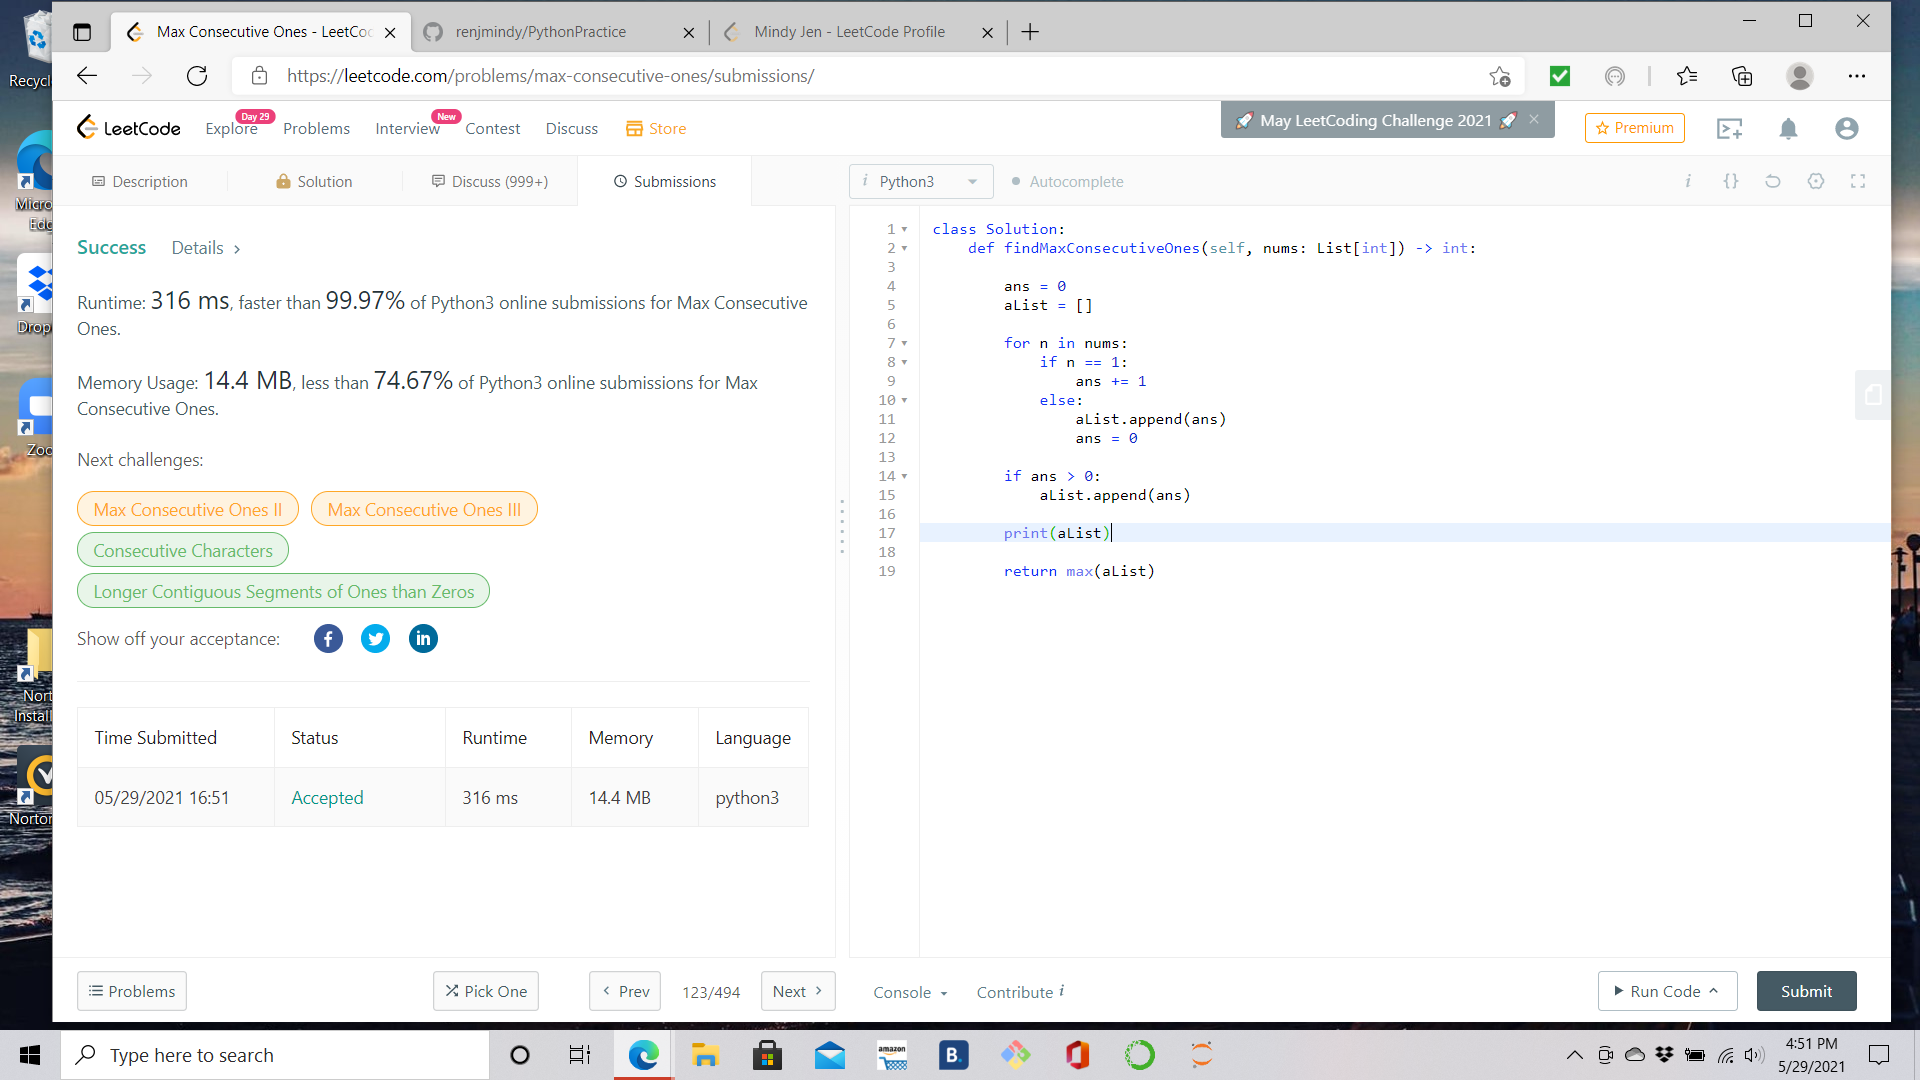 Recycl
Micro
Edg
Drop
Zoo
Nort
Install
Norton
Max Consecutive Ones - LeetCoc
renjmindy/PythonPractice
Mindy Jen - LeetCode Profile
https://leetcode.com/problems/max-consecutive-ones/submissions/
LeetCode
Explore
Day 29
Problems
Interview
New
Contest
Discuss
Store
May LeetCoding Challenge 2021
Premium
Description
Solution
Discuss (999+)
Submissions
i Python3
Autocomplete
i {}
Success
Details >
Runtime: 316 ms, faster than 99.97% of Python3 online submissions for Max Consecutive
Ones.
Memory Usage: 14.4 MB, less than 74.67% of Python3 online submissions for Max
Consecutive Ones.
Next challenges:
Max Consecutive Ones II
Max Consecutive Ones III
Consecutive Characters
Longer Contiguous Segments of Ones than Zeros
Show off your acceptance:
f
in
Time Submitted Status Runtime Memory Language
05/29/2021 16:51 Accepted 316 ms 14.4 MB python3
1 class Solution:
2 def findMaxConsecutiveOnes(self, nums: List[int]) -> int:
3
4 ans = 0
5 aList = []
6
7 for n in nums:
8 if n == 1:
9 ans += 1
10 else:
11 aList.append(ans)
12 ans = 0
13
14 if ans > 0:
15 aList.append(ans)
16
17 print(aList)
18
19 return max(aList)
Problems
Pick One
< Prev
123/494
Next >
Console
Contribute i
Run Code
Submit
Type here to search
amazon
B.
4:51 PM
5/29/2021